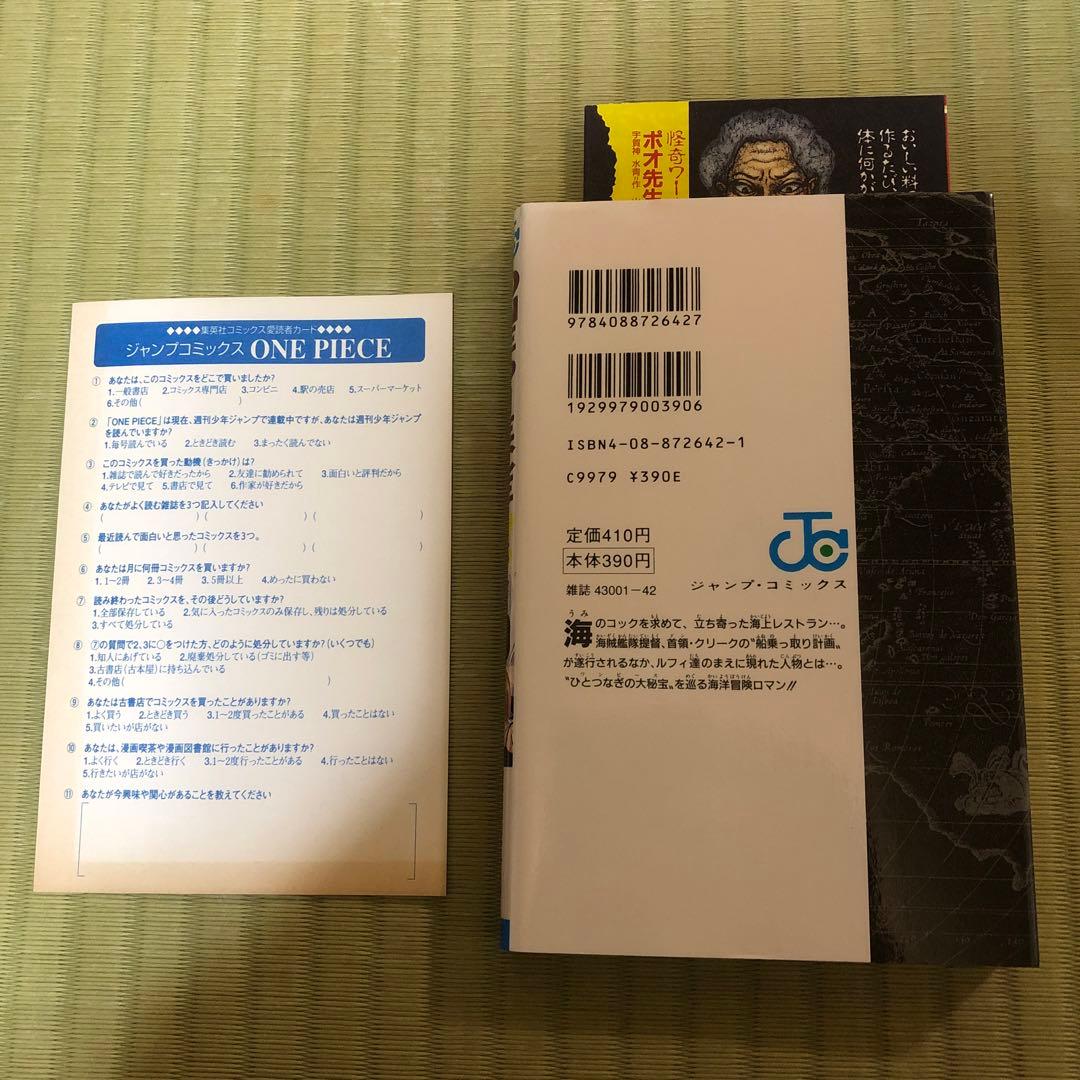 ◆◆◆◆集英社コミックス愛読者カード◆◆◆◆
ジャンプコミックス ONE PIECE
① あなたは、このコミックスをどこで買いましたか?
1.一般書店 2.コミックス専門店 3.コンビニ 4.駅の売店 5.スーパーマーケット
6.その他( )
② 「ONE PIECE」は現在、週刊少年ジャンプで連載中ですが、あなたは週刊少年ジャンプ
を読んでいますか?
1.毎号読んでいる 2.ときどき読む 3.まったく読んでない
③ このコミックスを買った動機(きっかけ)は?
1.雑誌で読んで好きだったから 2.友達に勧められて 3.面白いと評判だから
4.テレビで見て 5.書店で見て 6.作家が好きだから
④ あなたがよく読む雑誌を3つ記入してください
( )( )( )
⑤ 最近読んで面白いと思ったコミックスを3つ。
( )( )( )
⑥ あなたは月に何冊コミックスを買いますか?
1.1〜2冊 2.3〜4冊 3.5冊以上 4.めったに買わない
⑦ 読み終わったコミックスを、その後どうしていますか?
1.全部保存している 2.気に入ったコミックスのみ保存し、残りは処分している
3.すべて処分している
⑧ ⑦の質問で2、3に○をつけた方、どのように処分していますか?(いくつでも)
1.知人にあげている 2.廃棄処分している(ゴミに出す等)
3.古書店(古本屋)に持ち込んでいる
4.その他( )
⑨ あなたは古書店でコミックスを買ったことがありますか?
1.よく買う 2.ときどき買う 3.1〜2度買ったことがある 4.買ったことはない
5.買いたいが店がない
⑩ あなたは、漫画喫茶や漫画図書館に行ったことがありますか?
1.よく行く 2.ときどき行く 3.1〜2度行ったことがある 4.行ったことはない
5.行きたいが店がない
⑪ あなたが今興味や関心があることを教えてください
おいしい料
作るたび、
体に何かが
怪奇ワー
ポオ先生
宇賀神 水青 作
9784088726427
1929979003906
ISBN4-08-872642-1
C9979 ¥390E
定価410円
本体390円
雑誌 43001-42
ジャンプ・コミックス
海のコックを求めて、立ち寄った海上レストラン…。
海賊艦隊提督、首領・クリークの〝船乗っ取り計画〟
が遂行されるなか、ルフィ達のまえに現れた人物とは…。
〝ひとつなぎの大秘宝〟を巡る海洋冒険ロマン!!